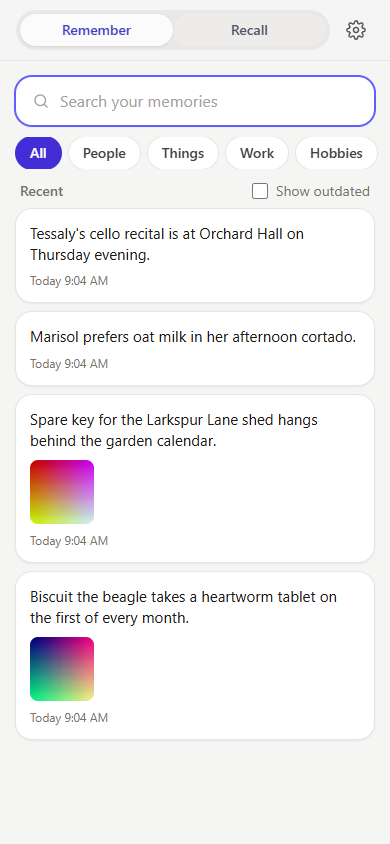 Remember
Recall
Search your memories
All
People
Things
Work
Hobbies
Recent
Show outdated
Tessaly's cello recital is at Orchard Hall on
Thursday evening.
Today 9:04 AM
Marisol prefers oat milk in her afternoon cortado.
Today 9:04 AM
Spare key for the Larkspur Lane shed hangs
behind the garden calendar.
Today 9:04 AM
Biscuit the beagle takes a heartworm tablet on
the first of every month.
Today 9:04 AM